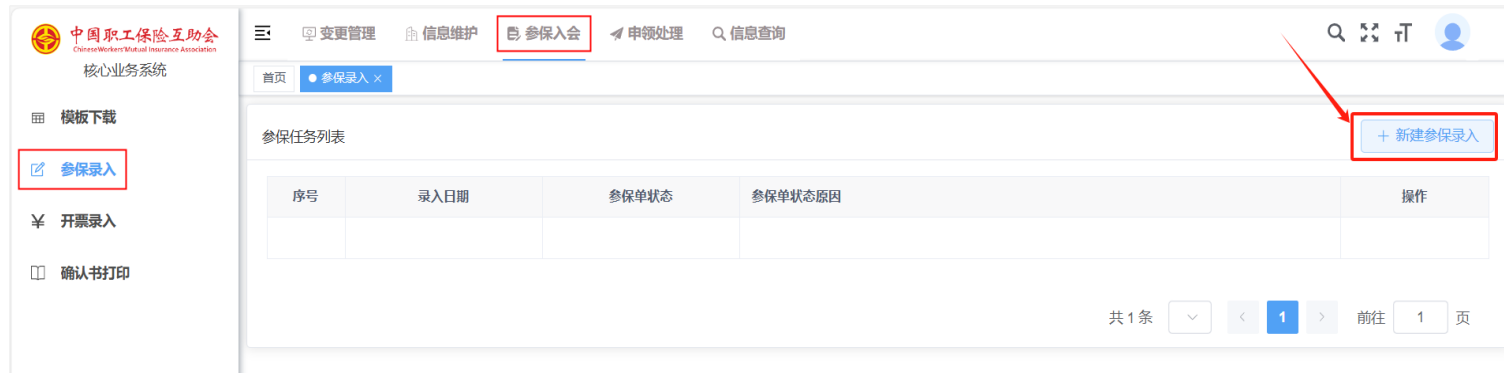 中国职工保险互助会
ChineseWorkers'Mutual Insurance Association
核心业务系统
变更管理 信息维护 参保入会 申领处理 信息查询
首页 参保录入 ×
模板下载
参保录入
开票录入
确认书打印
参保任务列表 + 新建参保录入
序号 录入日期 参保单状态 参保单状态原因 操作
共 1 条 < 1 > 前往 1 页